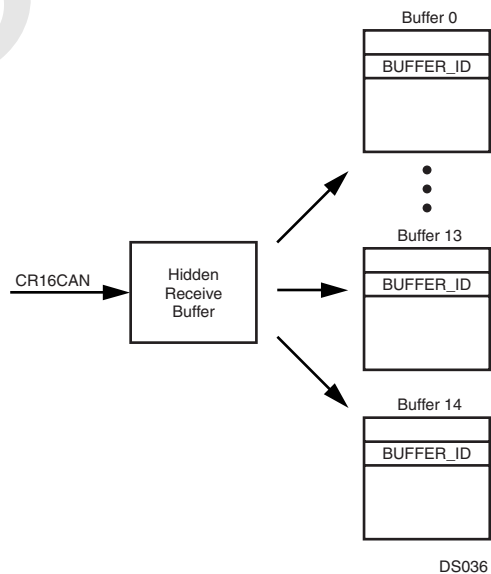 Buffer 0
BUFFER_ID
Buffer 13
CR16CAN
Hidden
Receive
Buffer
BUFFER_ID
Buffer 14
BUFFER_ID
DS036